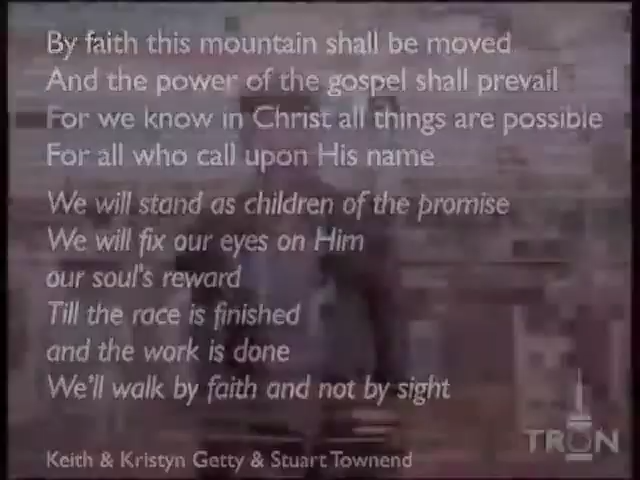 By faith this mountain shall be moved
And the power of the gospel shall prevail
For we know in Christ all things are possible
For all who call upon His name
We will stand as children of the promise
We will fix our eyes on Him
our soul's reward
Till the race is finished
and the work is done
We'll walk by faith and not by sight
TRON
Keith & Kristyn Getty & Stuart Townend